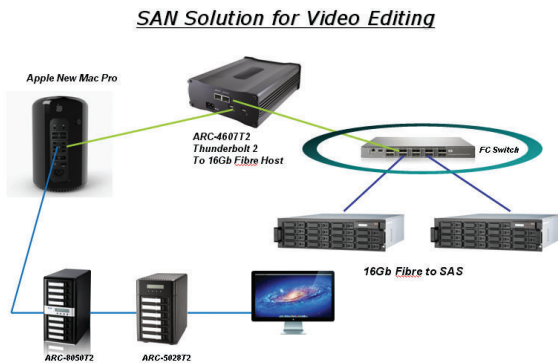 SAN Solution for Video Editing
Apple New Mac Pro
ARC-4607T2
Thunderbolt 2
To 16Gb Fibre Host
FC Switch
16Gb Fibre to SAS
ARC-8050T2
ARC-5028T2